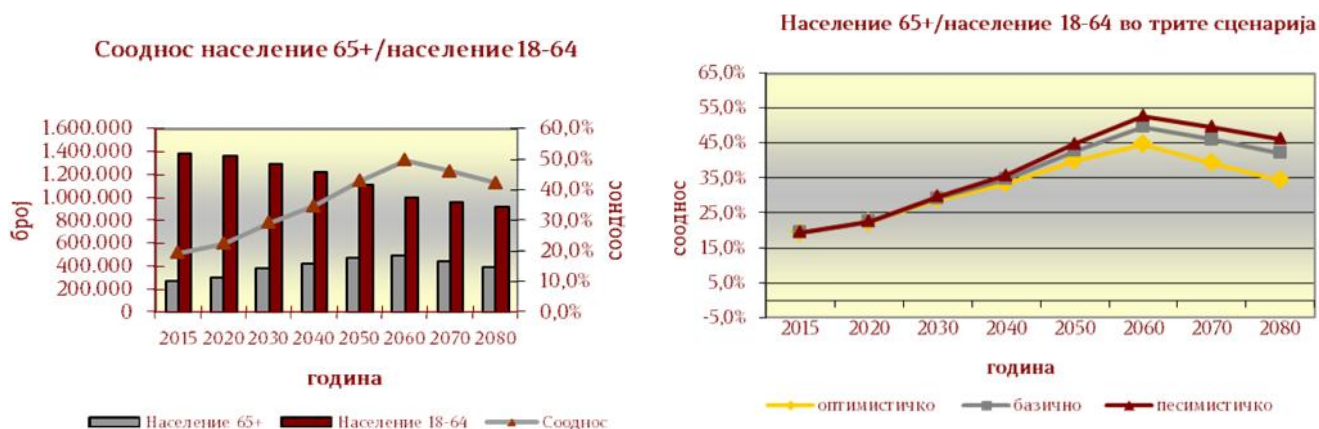 Сооднос население 65+/население 18-64
1.600.000
1.400.000
1.200.000
1.000.000
800.000
600.000
400.000
200.000
0
број
60,0%
50,0%
40,0%
30,0%
20,0%
10,0%
0,0%
сооднос
2015 2020 2030 2040 2050 2060 2070 2080
година
Население 65+ Население 18-64 Сооднос
Население 65+/население 18-64 во трите сценарија
65,0%
55,0%
45,0%
35,0%
25,0%
15,0%
5,0%
-5,0%
сооднос
2015 2020 2030 2040 2050 2060 2070 2080
година
оптимистичко базично песимистичко